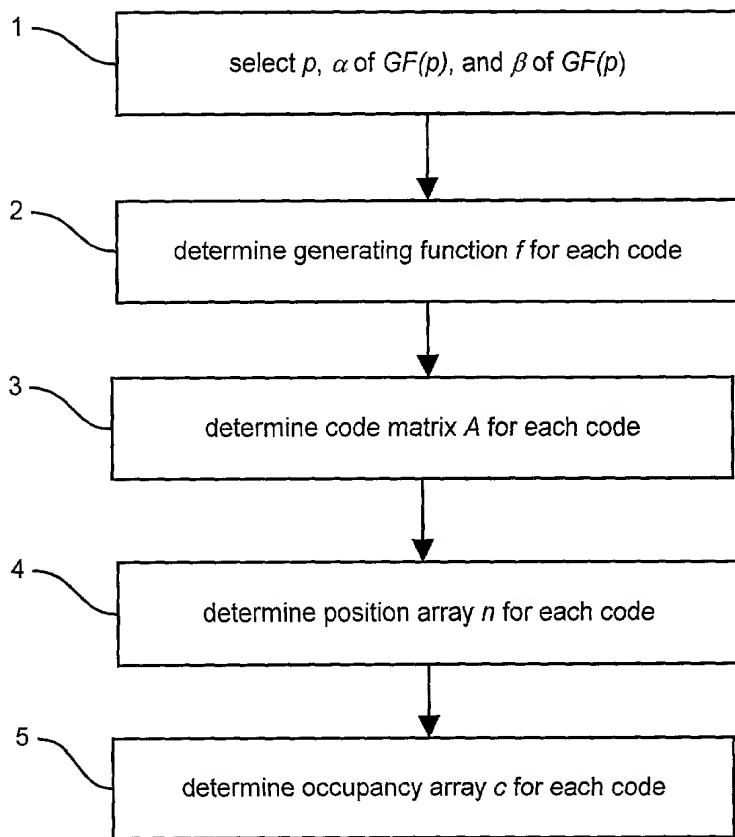 1
select p, α of GF(p), and β of GF(p)
2
determine generating function f for each code
3
determine code matrix A for each code
4
determine position array n for each code
5
determine occupancy array c for each code